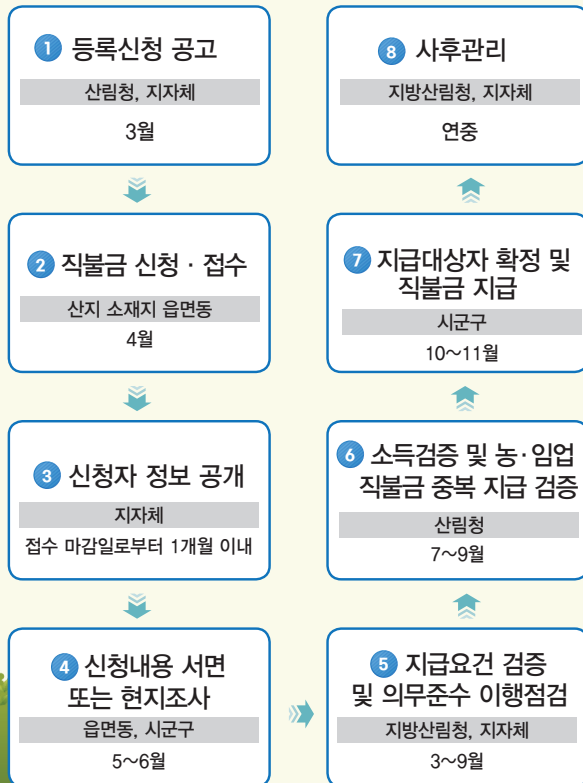 1 등록신청 공고
산림청, 지자체
3월
2 직불금 신청 · 접수
산지 소재지 읍면동
4월
3 신청자 정보 공개
지자체
접수 마감일로부터 1개월 이내
4 신청내용 서면
또는 현지조사
읍면동, 시군구
5~6월
5 지급요건 검증
및 의무준수 이행점검
지방산림청, 지자체
3~9월
6 소득검증 및 농·임업
직불금 중복 지급 검증
산림청
7~9월
7 지급대상자 확정 및
직불금 지급
시군구
10~11월
8 사후관리
지방산림청, 지자체
연중